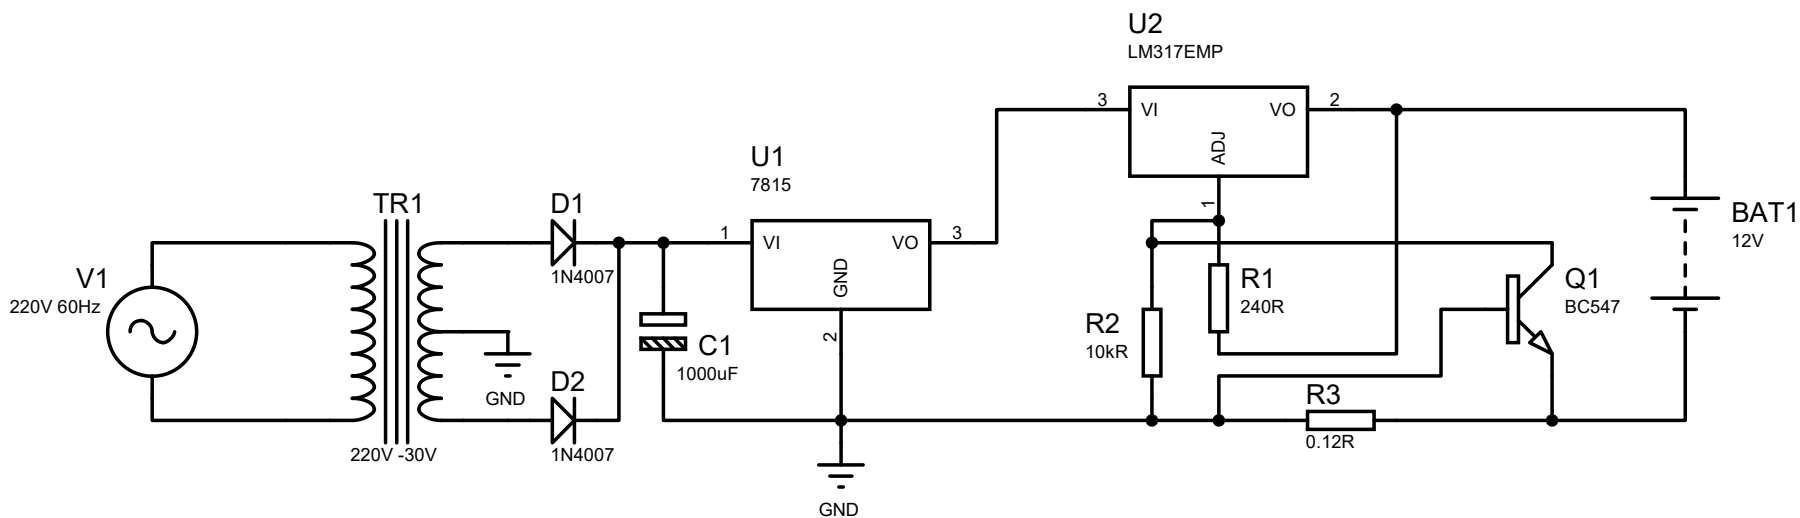 U2
LM317EMP
3
VI
VO
2
ADJ
1
U1
7815
1
VI
VO
3
GND
2
TR1
220V -30V
V1
220V 60Hz
D1
1N4007
D2
1N4007
GND
C1
1000uF
GND
R2
10kR
R1
240R
R3
0.12R
Q1
BC547
BAT1
12V